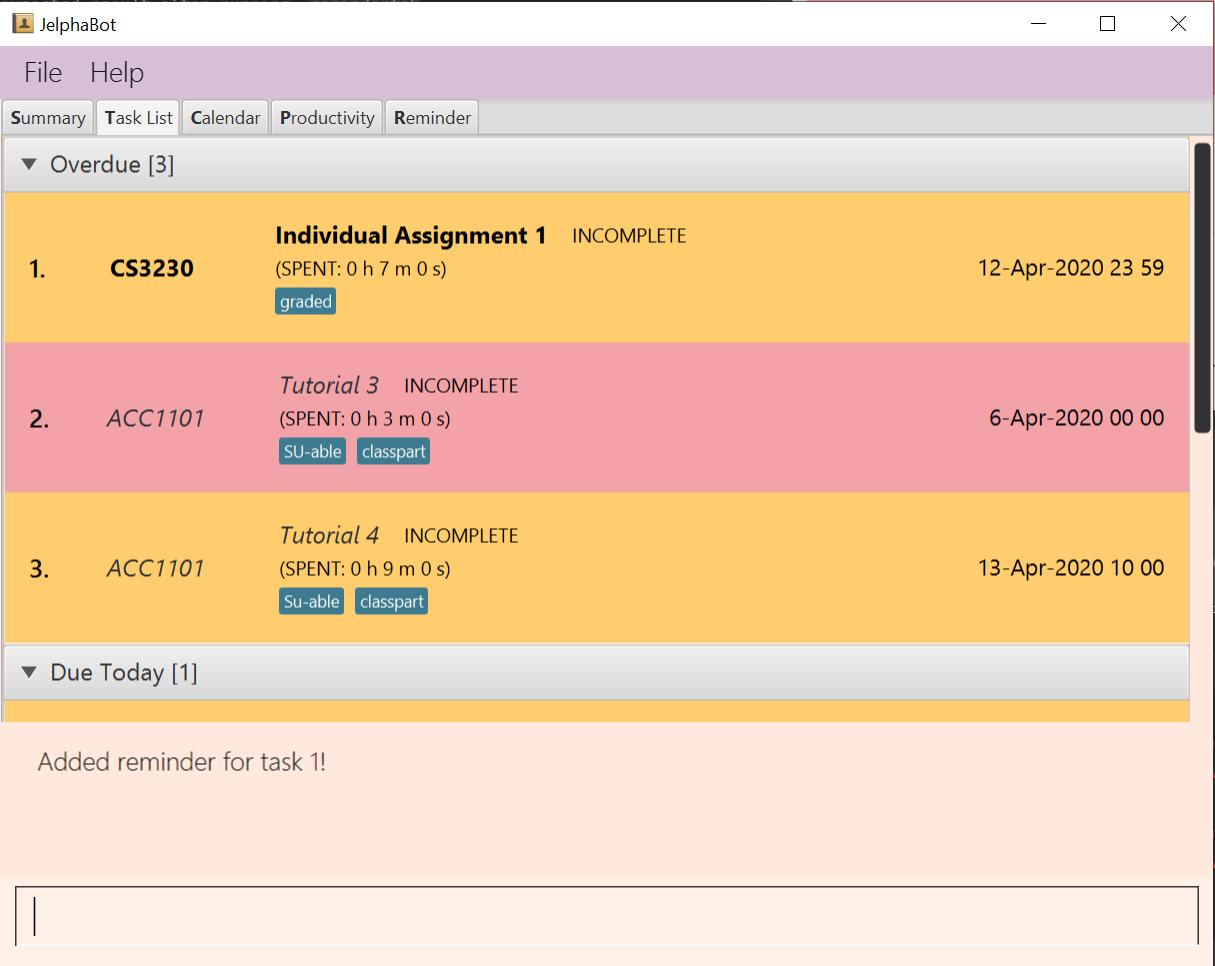 JelphaBot
File Help
Summary Task List Calendar Productivity Reminder
Overdue [3]
Individual Assignment 1 INCOMPLETE
1. CS3230 (SPENT: 0 h 7 m 0 s) 12-Apr-2020 23 59
graded
Tutorial 3 INCOMPLETE
2. ACC1101 (SPENT: 0 h 3 m 0 s) 6-Apr-2020 00 00
SU-able classpart
Tutorial 4 INCOMPLETE
3. ACC1101 (SPENT: 0 h 9 m 0 s) 13-Apr-2020 10 00
Su-able classpart
Due Today [1]
Added reminder for task 1!